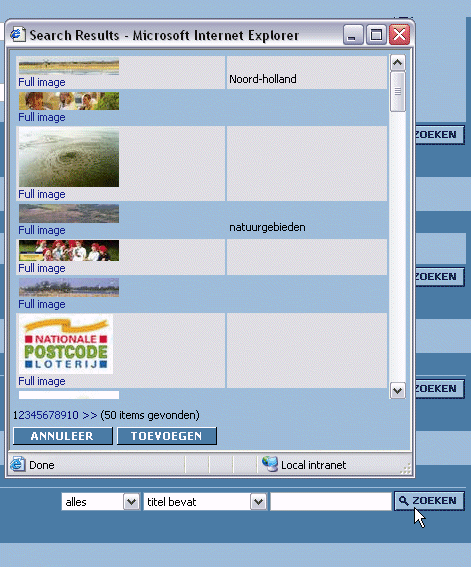 Search Results - Microsoft Internet Explorer
Full image
Noord-holland
Full image
Full image
Full image
natuurgebieden
Full image
Full image
NATIONALE
POSTCODE
LOTERIJ
Full image
12345678910 >> (50 items gevonden)
ANNULEER TOEVOEGEN
Done Local intranet
ZOEKEN
ZOEKEN
ZOEKEN
alles titel bevat ZOEKEN